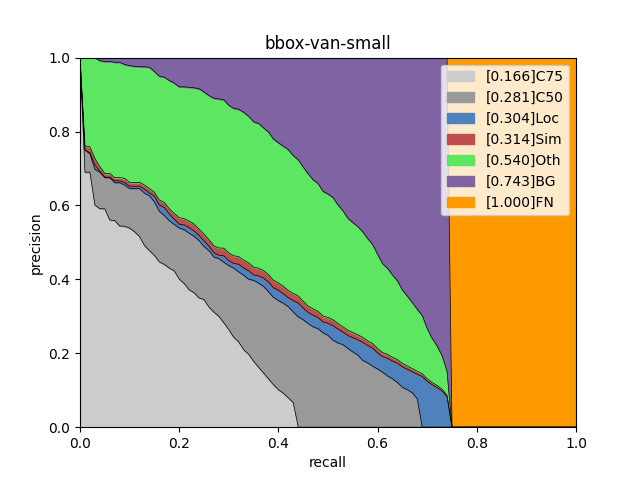 bbox-van-small
1.0
0.8
0.6
0.4
0.2
0.0
precision
[0.166]C75
[0.281]C50
[0.304]Loc
[0.314]Sim
[0.540]Oth
[0.743]BG
[1.000]FN
0.0 0.2 0.4 0.6 0.8 1.0
recall